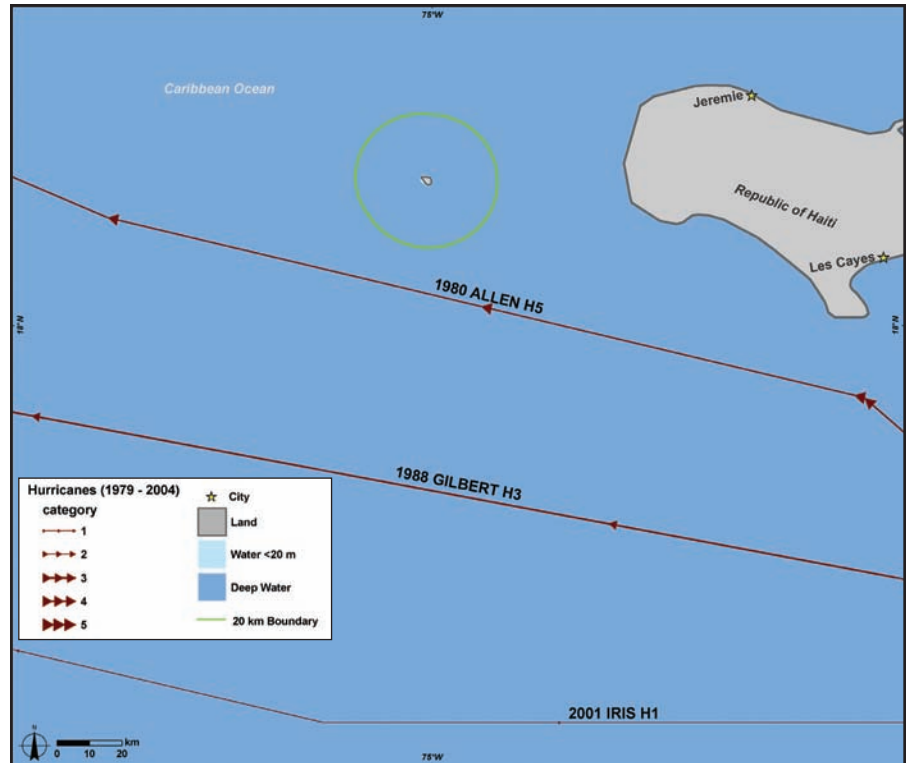 75°W
Caribbean Ocean
Jeremie
Republic of Haiti
Les Cayes
1980 ALLEN H5
18°N
18°N
1988 GILBERT H3
Hurricanes (1979 - 2004)
category
1
2
3
4
5
City
Land
Water <20 m
Deep Water
20 km Boundary
2001 IRIS H1
N
km
0 10 20
75°W